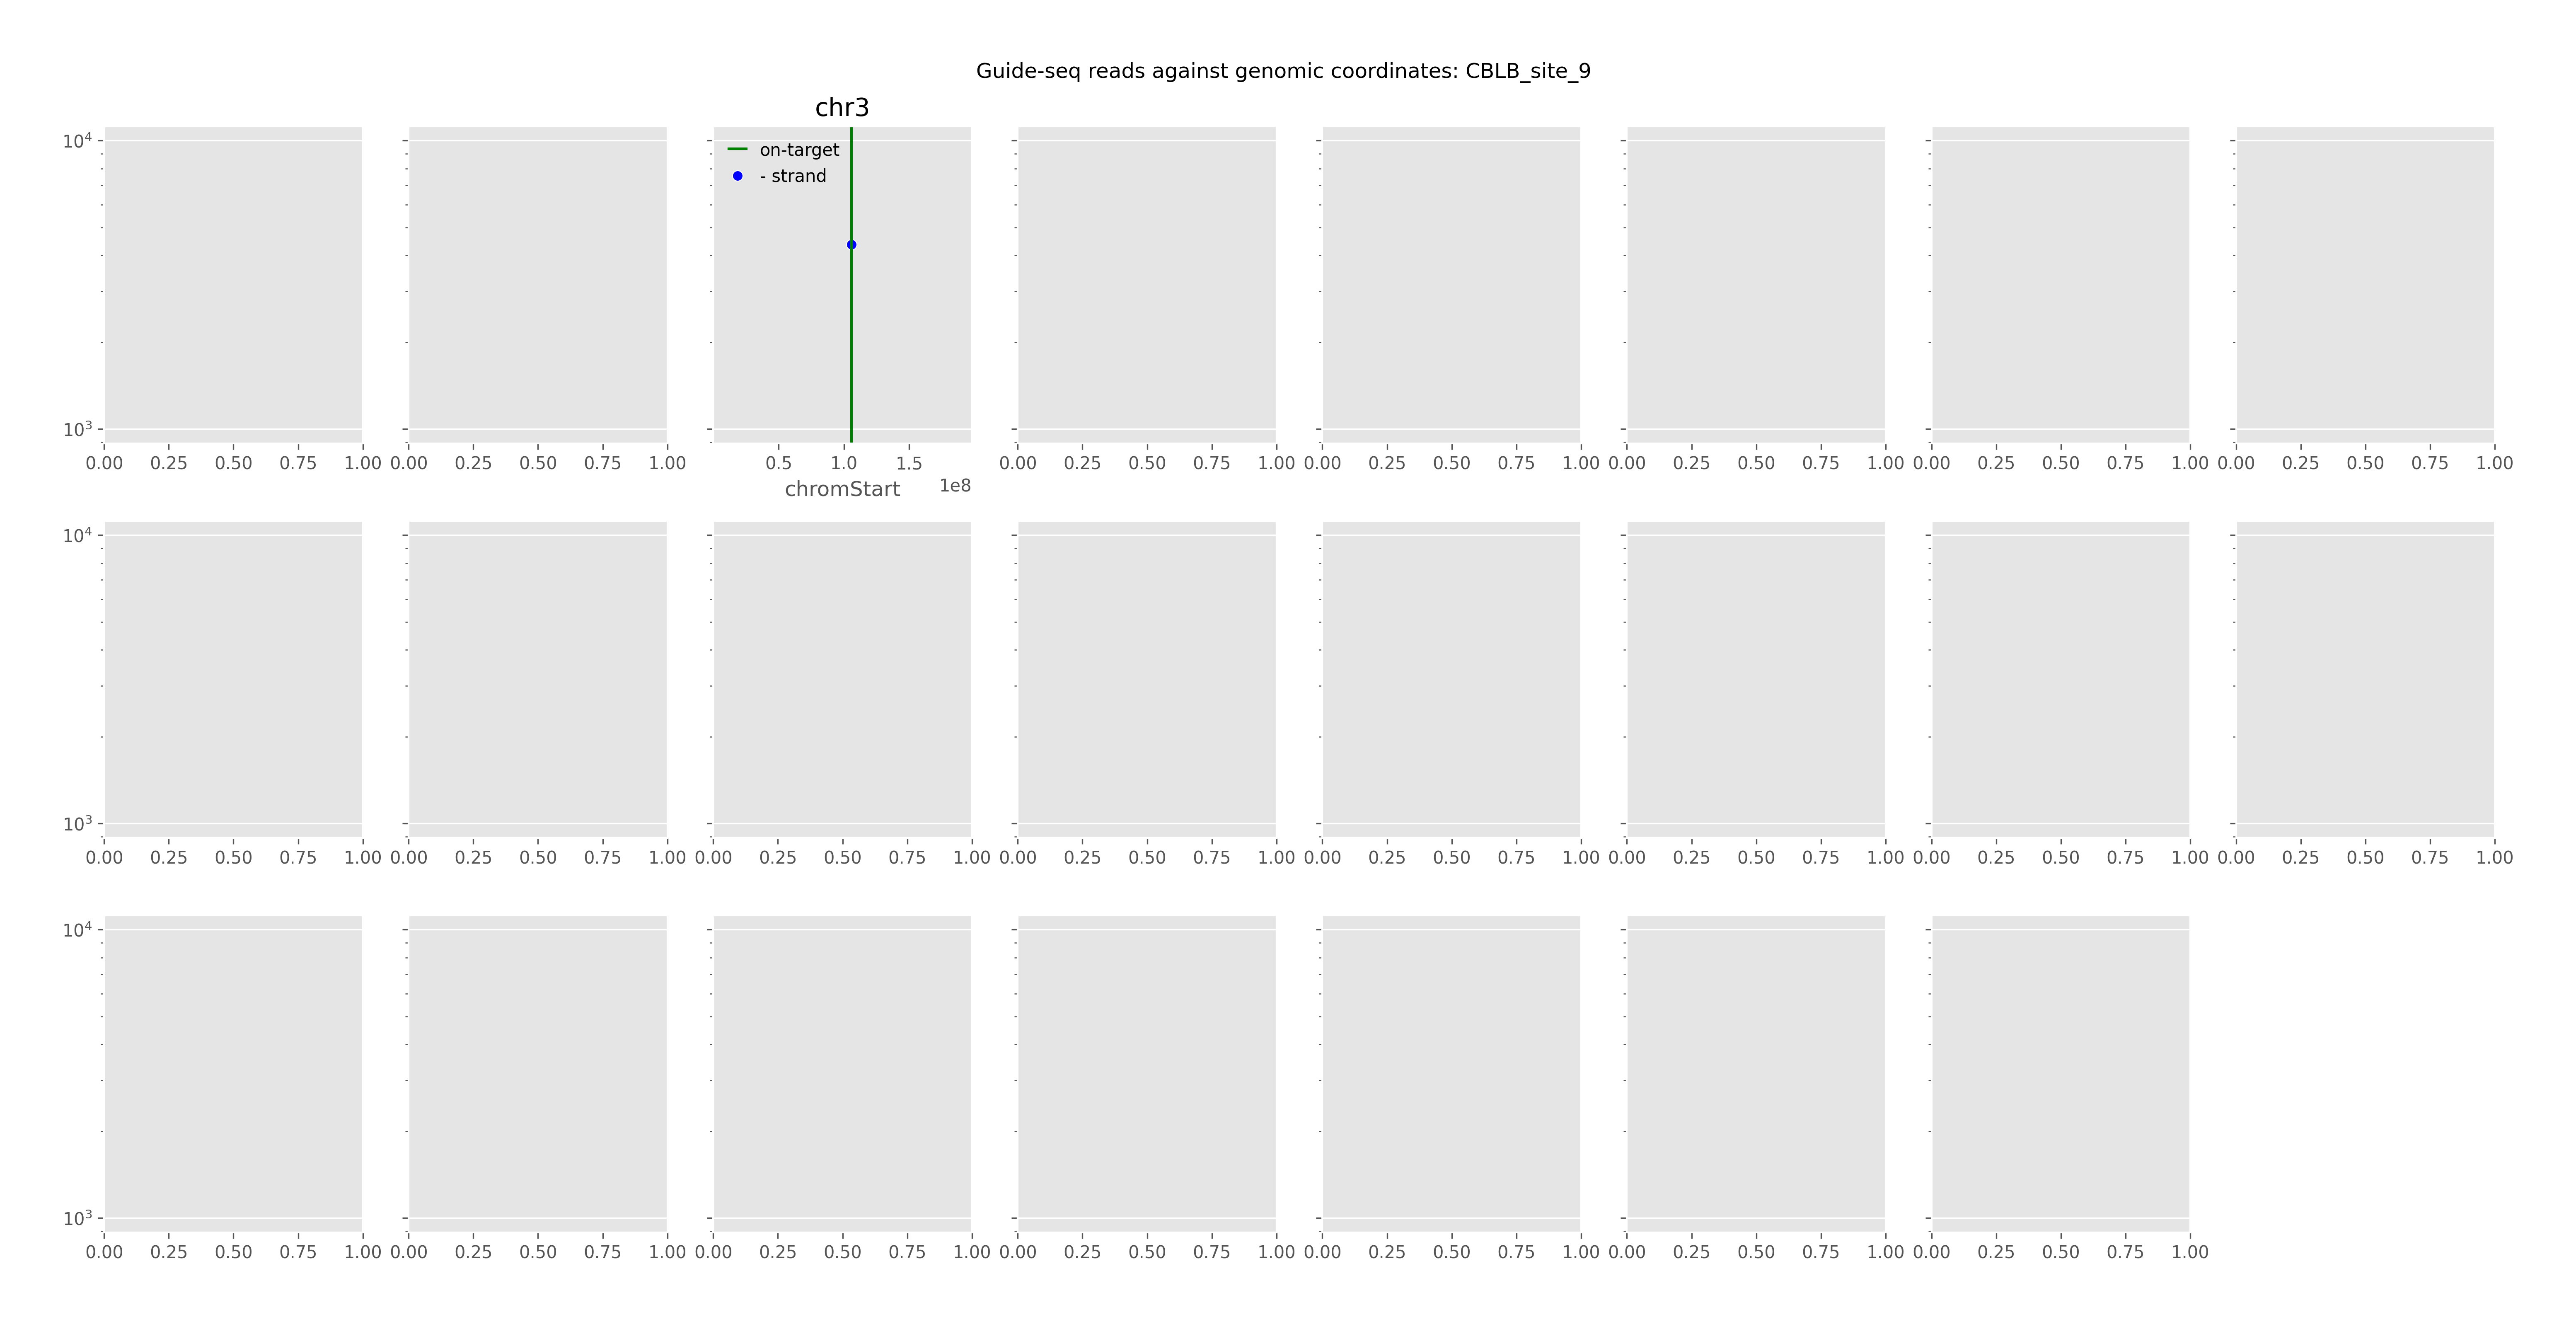 Guide-seq reads against genomic coordinates: CBLB_site_9
chr3
10⁴
on-target
- strand
10³
0.00 0.25 0.50 0.75 1.00 0.00 0.25 0.50 0.75 1.00 0.5 1.0 1.5 0.00 0.25 0.50 0.75 1.00 0.00 0.25 0.50 0.75 1.00 0.00 0.25 0.50 0.75 1.00 0.00 0.25 0.50 0.75 1.00 0.00 0.25 0.50 0.75 1.00
chromStart 1e8
10⁴
10³
0.00 0.25 0.50 0.75 1.00 0.00 0.25 0.50 0.75 1.00 0.00 0.25 0.50 0.75 1.00 0.00 0.25 0.50 0.75 1.00 0.00 0.25 0.50 0.75 1.00 0.00 0.25 0.50 0.75 1.00 0.00 0.25 0.50 0.75 1.00 0.00 0.25 0.50 0.75 1.00
10⁴
10³
0.00 0.25 0.50 0.75 1.00 0.00 0.25 0.50 0.75 1.00 0.00 0.25 0.50 0.75 1.00 0.00 0.25 0.50 0.75 1.00 0.00 0.25 0.50 0.75 1.00 0.00 0.25 0.50 0.75 1.00 0.00 0.25 0.50 0.75 1.00